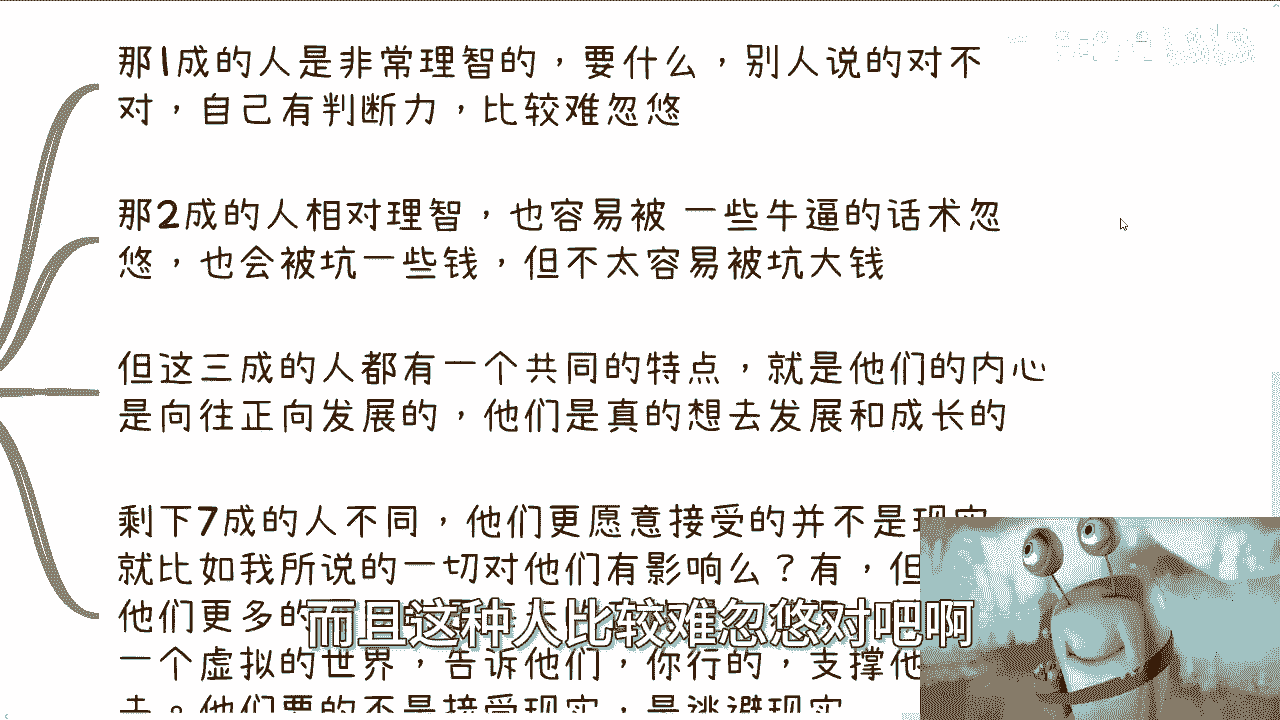 那1成的人是非常理智的，要什么，别人说的对不
对，自己有判断力，比较难忽悠
那2成的人相对理智，也容易被 一些牛逼的话术忽
悠，也会被坑一些钱，但不太容易被坑大钱
但这三成的人都有一个共同的特点，就是他们的内心
是向往正向发展的，他们是真的想去发展和成长的
剩下7成的人不同，他们更愿意接受的并不是现实
就比如我所说的一切对他们有影响么？有，但
他们更多的
而且这种人比较难忽悠对吧啊
一个虚拟的世界，告诉他们，你行的，支撑他
去。他们要的不是接受现实，是逃避现实